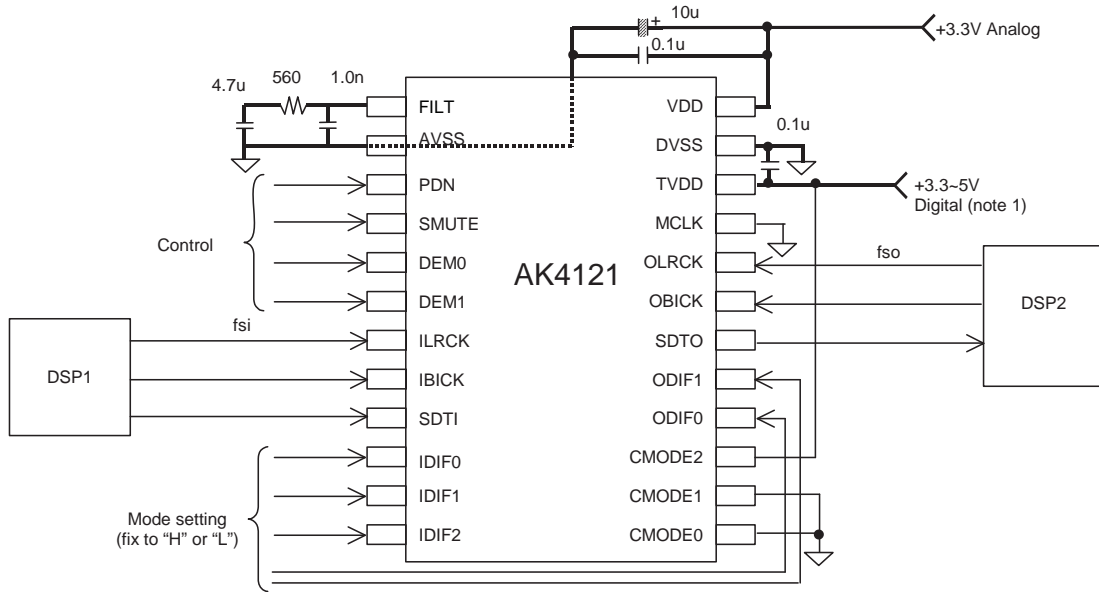 10u
+
+3.3V Analog
0.1u
4.7u
560
1.0n
FILT
AVSS
PDN
SMUTE
DEM0
DEM1
ILRCK
IBICK
SDTI
IDIF0
IDIF1
IDIF2
AK4121
VDD
DVSS
TVDD
MCLK
OLRCK
OBICK
SDTO
ODIF1
ODIF0
CMODE2
CMODE1
CMODE0
0.1u
+3.3~5V
Digital (note 1)
Control
fsi
DSP1
fso
DSP2
Mode setting
(fix to “H” or “L”)